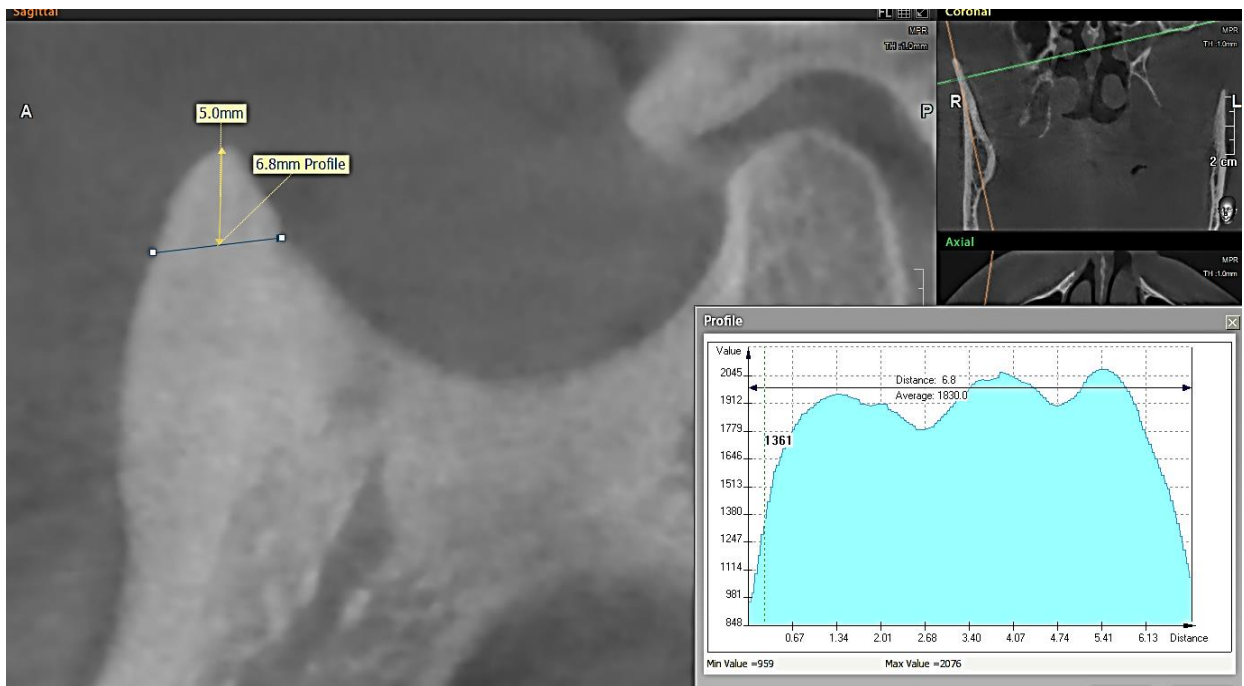 Sagittal
FL
MPR
TH :1.0mm
A
P
5.0mm
6.8mm Profile
Coronal
MPR
TH :1.0mm
R
L
2 cm
Axial
MPR
TH :1.0mm
Profile
Value
2045
1912
1779
1646
1513
1380
1247
1114
981
848
Distance: 6.8
Average: 1830.0
1361
0.67 1.34 2.01 2.68 3.40 4.07 4.74 5.41 6.13 Distance
Min Value =959 Max Value =2076